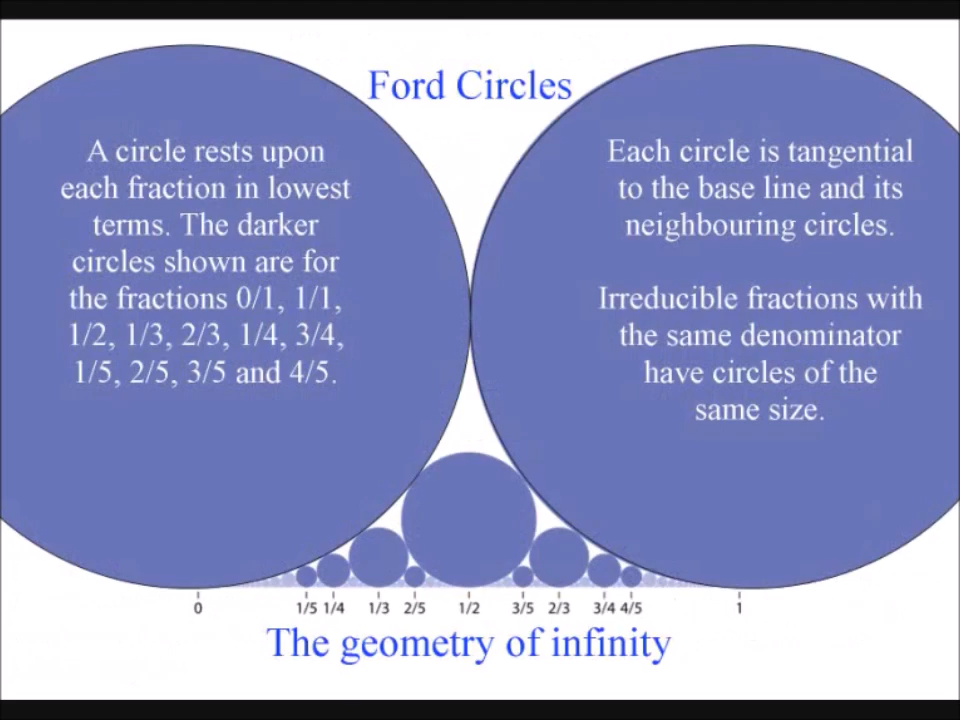 Ford Circles
A circle rests upon
each fraction in lowest
terms. The darker
circles shown are for
the fractions 0/1, 1/1,
1/2, 1/3, 2/3, 1/4, 3/4,
1/5, 2/5, 3/5 and 4/5.
Each circle is tangential
to the base line and its
neighbouring circles.
Irreducible fractions with
the same denominator
have circles of the
same size.
0 1/5 1/4 1/3 2/5 1/2 3/5 2/3 3/4 4/5 1
The geometry of infinity